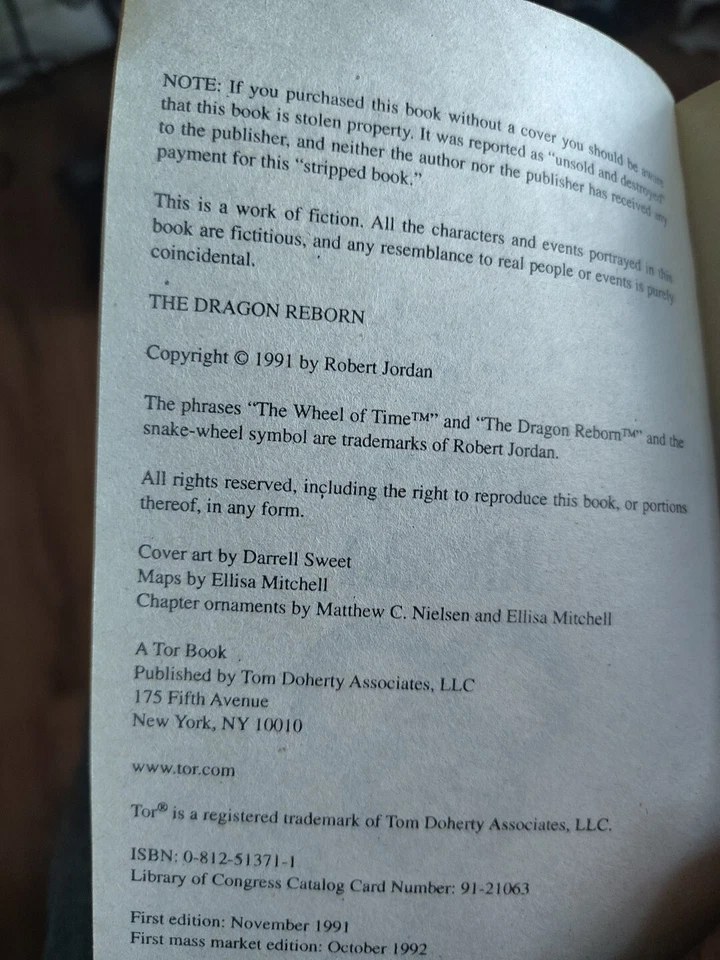 NOTE: If you purchased this book without a cover you should be aware
that this book is stolen property. It was reported as "unsold and destroyed"
to the publisher, and neither the author nor the publisher has received any
payment for this "stripped book."
This is a work of fiction. All the characters and events portrayed in this
book are fictitious, and any resemblance to real people or events is purely
coincidental.
THE DRAGON REBORN
Copyright © 1991 by Robert Jordan
The phrases "The Wheel of Time™" and "The Dragon Reborn™" and the
snake-wheel symbol are trademarks of Robert Jordan.
All rights reserved, including the right to reproduce this book, or portions
thereof, in any form.
Cover art by Darrell Sweet
Maps by Ellisa Mitchell
Chapter ornaments by Matthew C. Nielsen and Ellisa Mitchell
A Tor Book
Published by Tom Doherty Associates, LLC
175 Fifth Avenue
New York, NY 10010
www.tor.com
Tor® is a registered trademark of Tom Doherty Associates, LLC.
ISBN: 0-812-51371-1
Library of Congress Catalog Card Number: 91-21063
First edition: November 1991
First mass market edition: October 1992